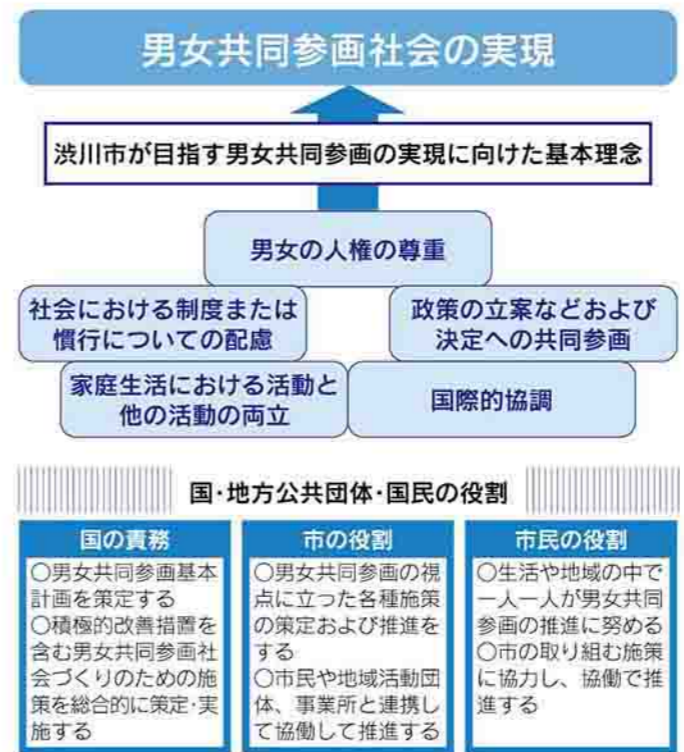 男女共同参画社会の実現
渋川市が目指す男女共同参画の実現に向けた基本理念
男女の人権の尊重
社会における制度または
慣行についての配慮
政策の立案などおよび
決定への共同参画
家庭生活における活動と
他の活動の両立
国際的協調
国・地方公共団体・国民の役割
国の責務
○男女共同参画基本
計画を策定する
○積極的改善措置を
含む男女共同参画社
会づくりのための施
策を総合的に策定・実
施する
市の役割
○男女共同参画の視
点に立った各種施策
の策定および推進を
する
○市民や地域活動団
体、事業所と連携し
て協働して推進する
市民の役割
○生活や地域の中で
一人一人が男女共同
参画の推進に努める
○市の取り組む施策
に協力し、協働で推
進する